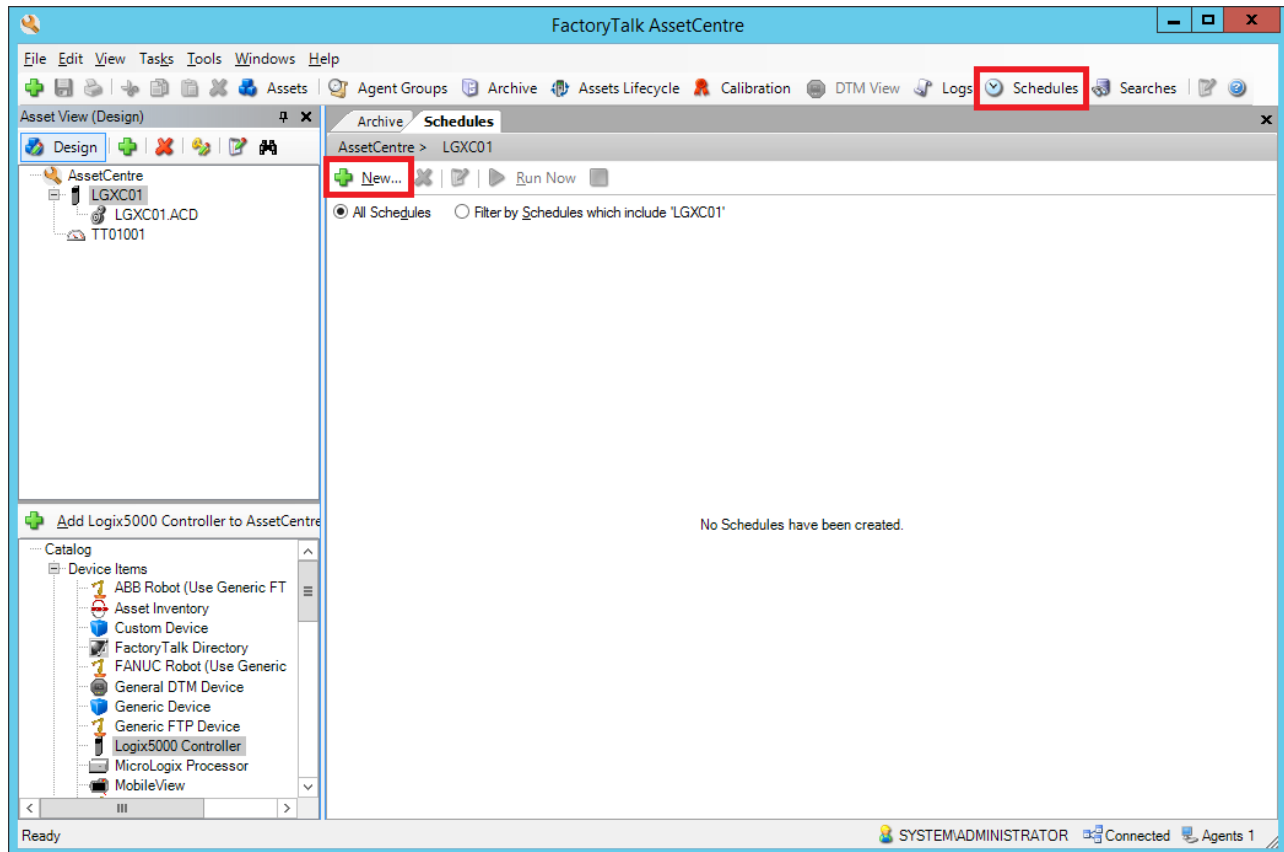 FactoryTalk AssetCentre
File Edit View Tasks Tools Windows Help
Assets Agent Groups Archive Assets Lifecycle Calibration DTM View Logs Schedules Searches
Asset View (Design)
Design
AssetCentre
LGXC01
LGXC01.ACD
TT01001
Add Logix5000 Controller to AssetCentre
Catalog
Device Items
ABB Robot (Use Generic FT
Asset Inventory
Custom Device
FactoryTalk Directory
FANUC Robot (Use Generic
General DTM Device
Generic Device
Generic FTP Device
Logix5000 Controller
MicroLogix Processor
MobileView
Archive Schedules
AssetCentre > LGXC01
New... Run Now
All Schedules Filter by Schedules which include 'LGXC01'
No Schedules have been created.
Ready SYSTEM\ADMINISTRATOR Connected Agents 1